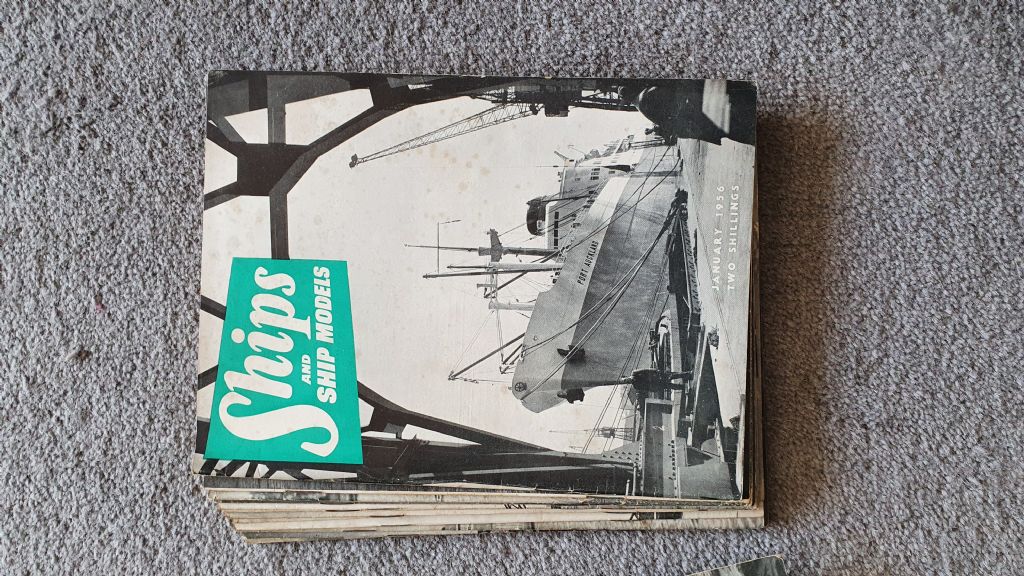 Ships
AND
SHIP MODELS
PORT AUCKLAND
JANUARY 1956
TWO SHILLINGS